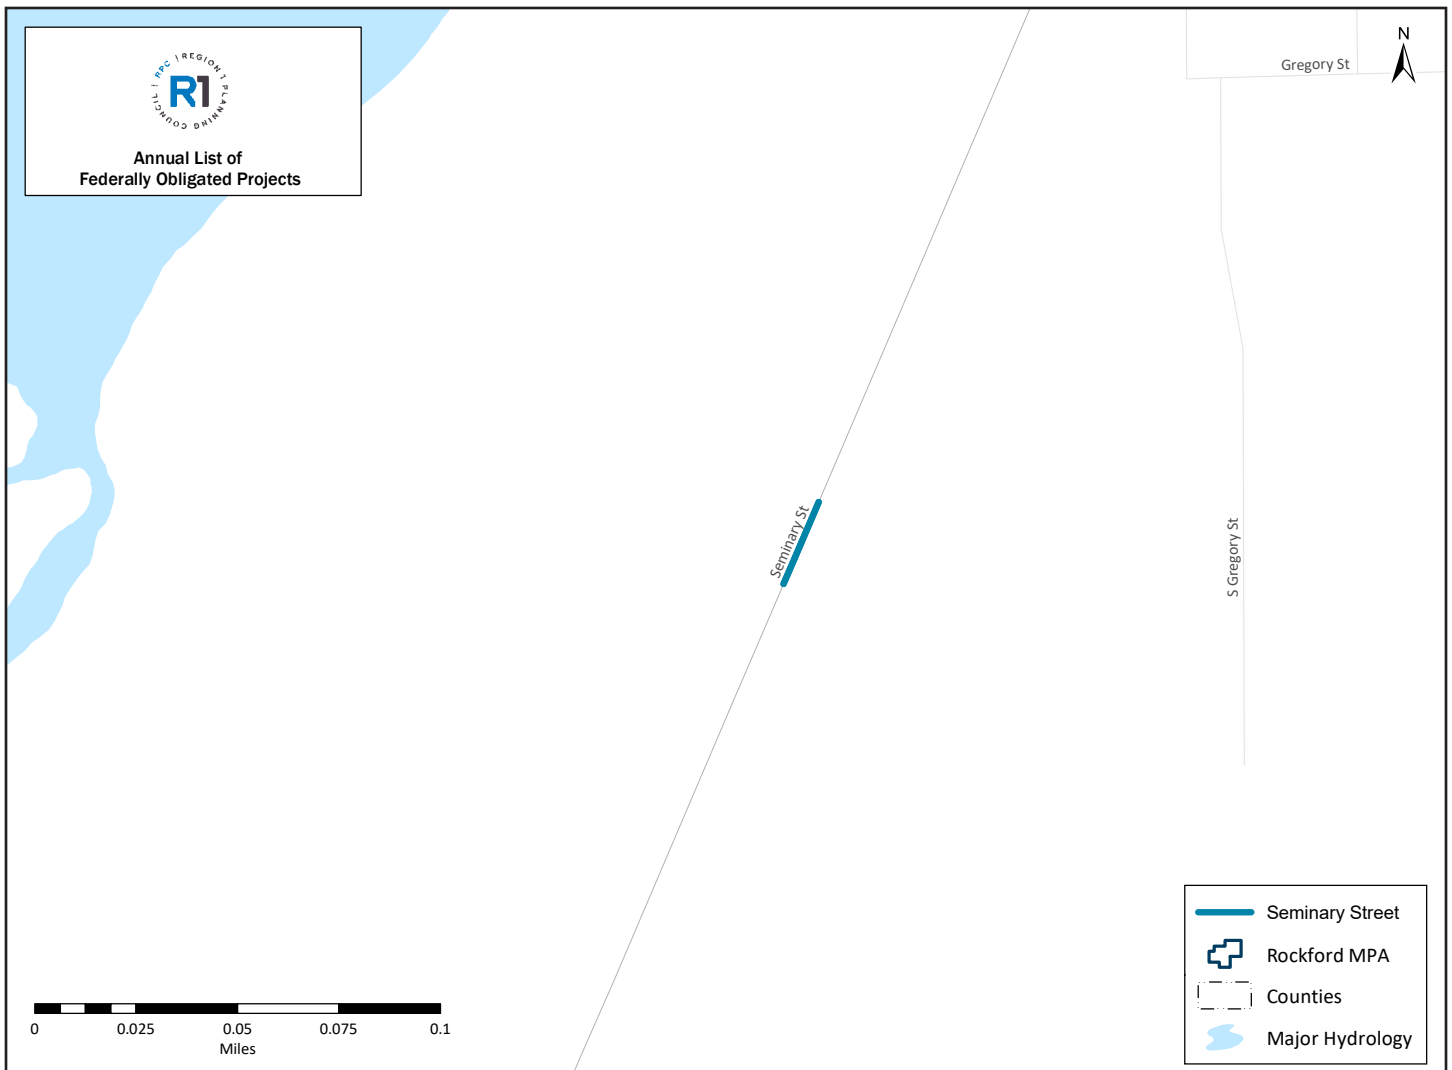 RPC | REGION 1 PLANNING COUNCIL |
R1
Annual List of
Federally Obligated Projects
N
Gregory St
Seminary St
S Gregory St
0 0.025 0.05 0.075 0.1
Miles
Seminary Street
Rockford MPA
Counties
Major Hydrology